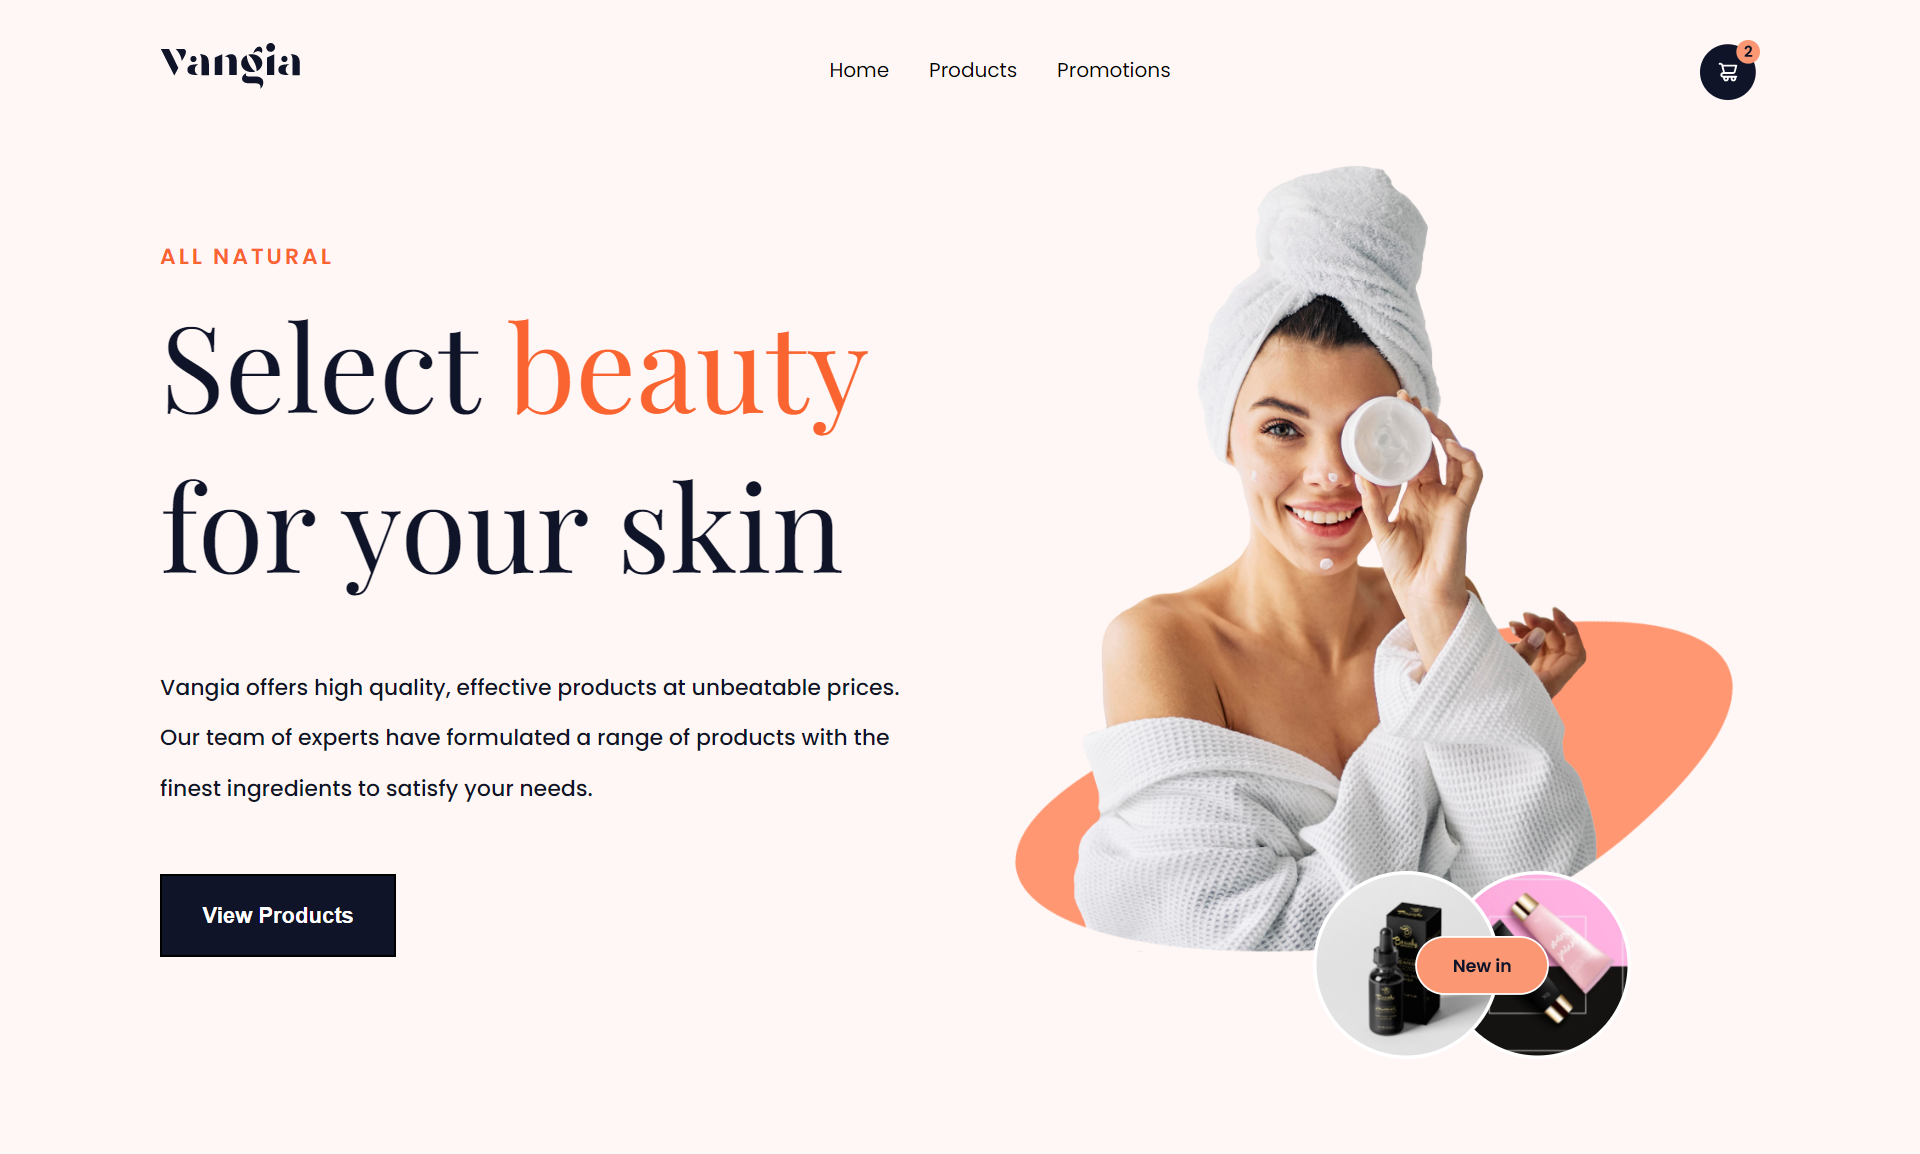 Vangia
Home Products Promotions
2
ALL NATURAL
Select beauty
for your skin
Vangia offers high quality, effective products at unbeatable prices.
Our team of experts have formulated a range of products with the
finest ingredients to satisfy your needs.
View Products
New in